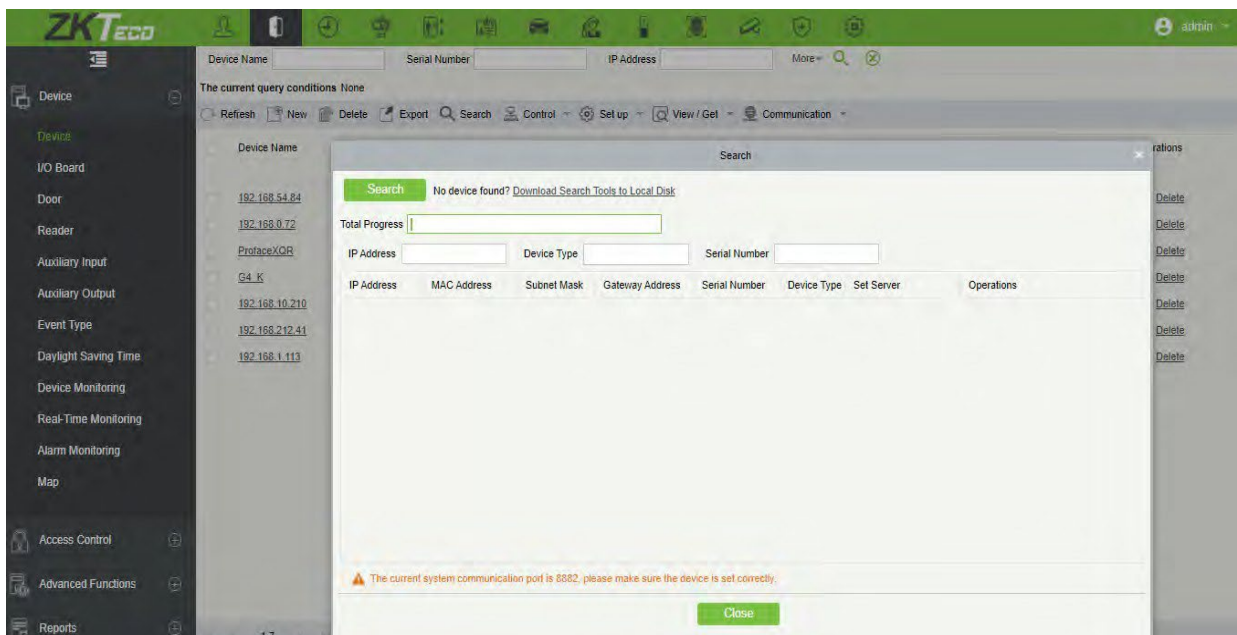 ZKTECO
admin
Device Name Serial Number IP Address More
The current query conditions None
Refresh New Delete Export Search Control Set up View / Get Communication
Device
Device
I/O Board
Door
Reader
Auxiliary Input
Auxiliary Output
Event Type
Daylight Saving Time
Device Monitoring
Real-Time Monitoring
Alarm Monitoring
Map
Access Control
Advanced Functions
Reports
Device Name
rations
192.168.54.84 Delete
192.168.0.72 Delete
ProfaceXQR Delete
G4_K Delete
192.168.10.210 Delete
192.168.212.41 Delete
192.168.1.113 Delete
Search
Search No device found? Download Search Tools to Local Disk
Total Progress
IP Address Device Type Serial Number
IP Address MAC Address Subnet Mask Gateway Address Serial Number Device Type Set Server Operations
The current system communication port is 8882, please make sure the device is set correctly.
Close